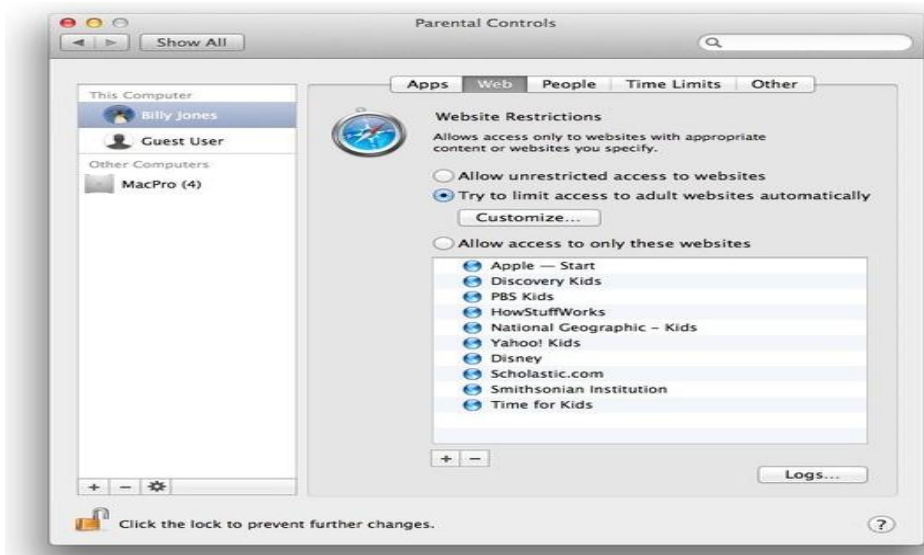 Parental Controls
Show All
Apps Web People Time Limits Other
This Computer
Billy Jones
Guest User
Other Computers
MacPro (4)
Website Restrictions
Allows access only to websites with appropriate
content or websites you specify.
Allow unrestricted access to websites
Try to limit access to adult websites automatically
Customize...
Allow access to only these websites
Apple — Start
Discovery Kids
PBS Kids
HowStuffWorks
National Geographic – Kids
Yahoo! Kids
Disney
Scholastic.com
Smithsonian Institution
Time for Kids
+ −
Logs...
+ −
Click the lock to prevent further changes.
?